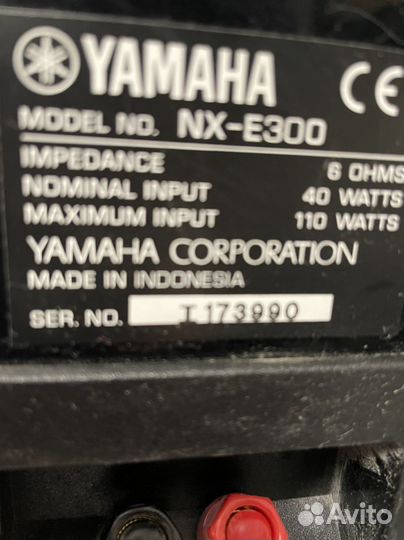 YAMAHA CE
MODEL NO. NX-E300
IMPEDANCE 6 OHMS
NOMINAL INPUT 40 WATTS
MAXIMUM INPUT 110 WATTS
YAMAHA CORPORATION
MADE IN INDONESIA
SER. NO. I173990
Avito